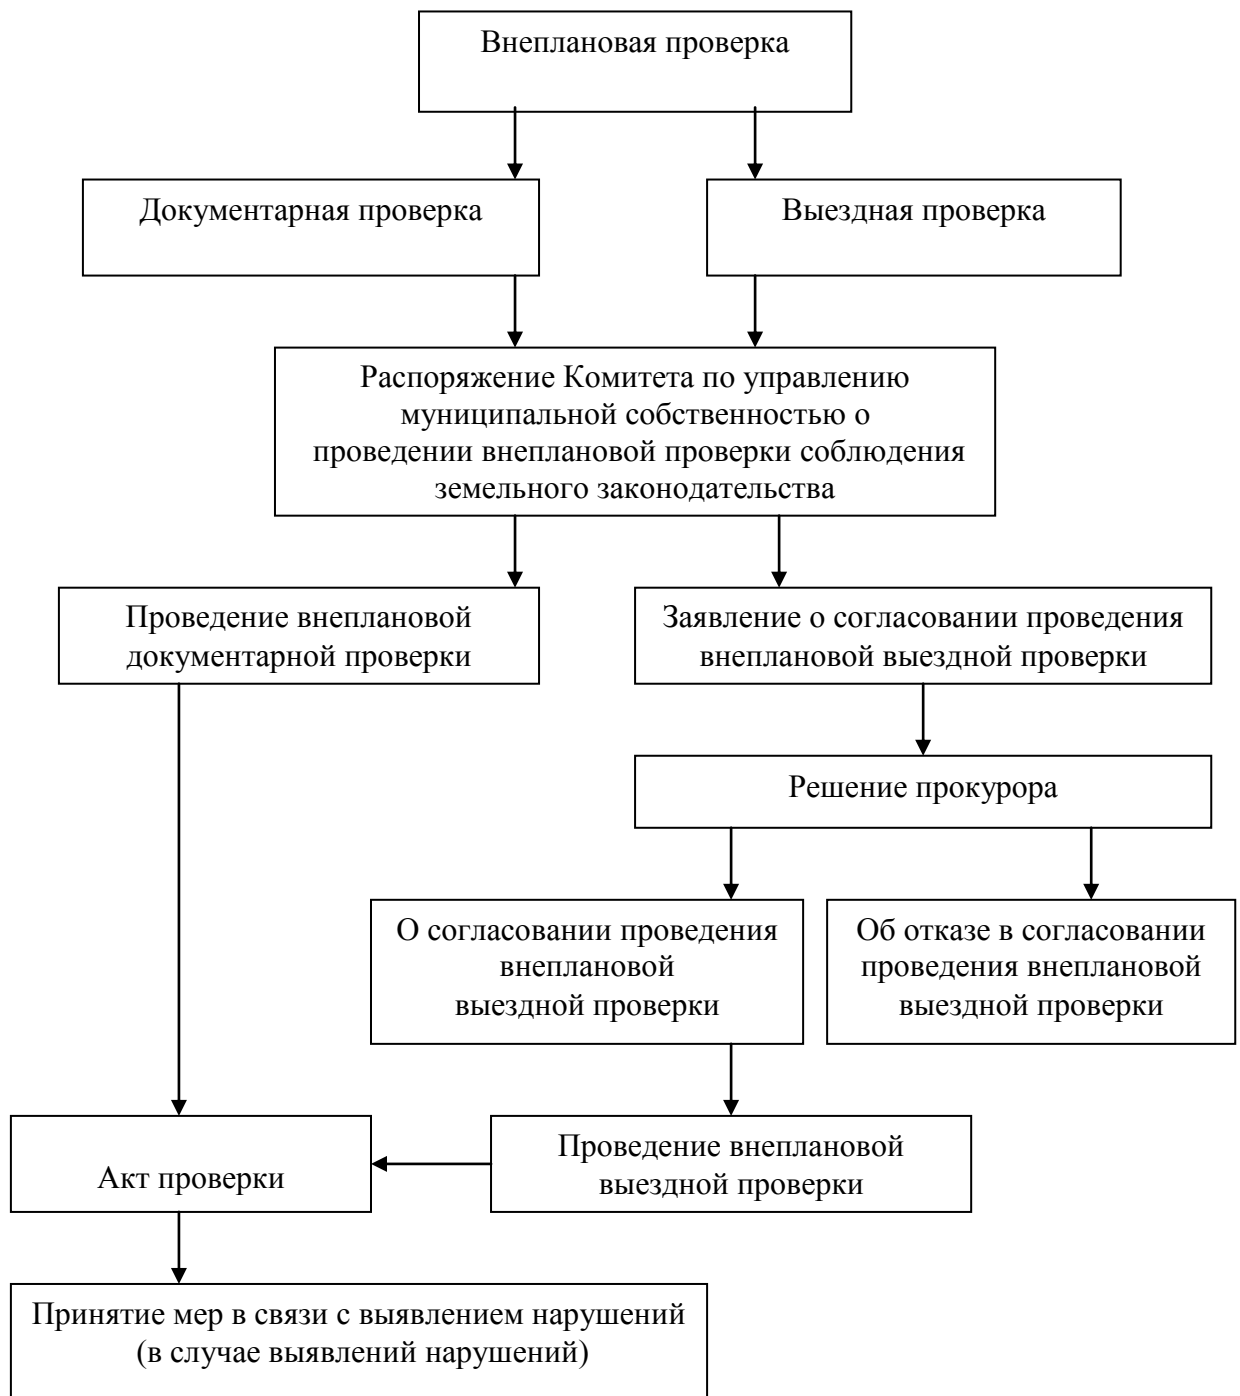 Внеплановая проверка
Документарная проверка
Выездная проверка
Распоряжение Комитета по управлению
муниципальной собственностью о
проведении внеплановой проверки соблюдения
земельного законодательства
Проведение внеплановой
документарной проверки
Заявление о согласовании проведения
внеплановой выездной проверки
Решение прокурора
О согласовании проведения
внеплановой
выездной проверки
Об отказе в согласовании
проведения внеплановой
выездной проверки
Акт проверки
Проведение внеплановой
выездной проверки
Принятие мер в связи с выявлением нарушений
(в случае выявлений нарушений)